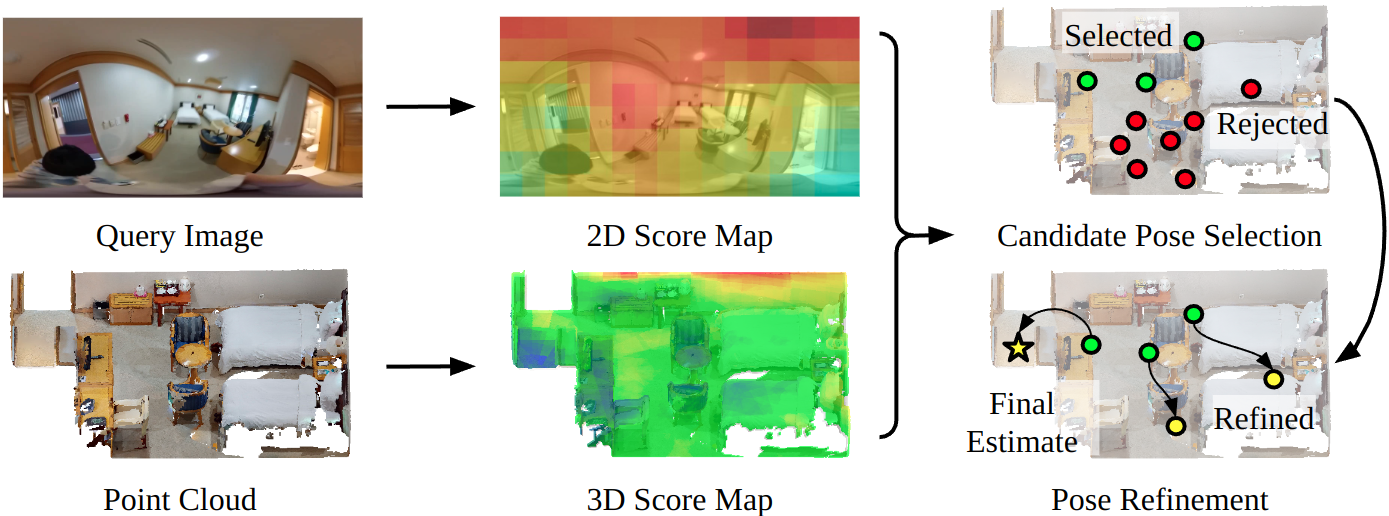 Selected
Rejected
Query Image
2D Score Map
Candidate Pose Selection
Final
Estimate
Refined
Point Cloud
3D Score Map
Pose Refinement